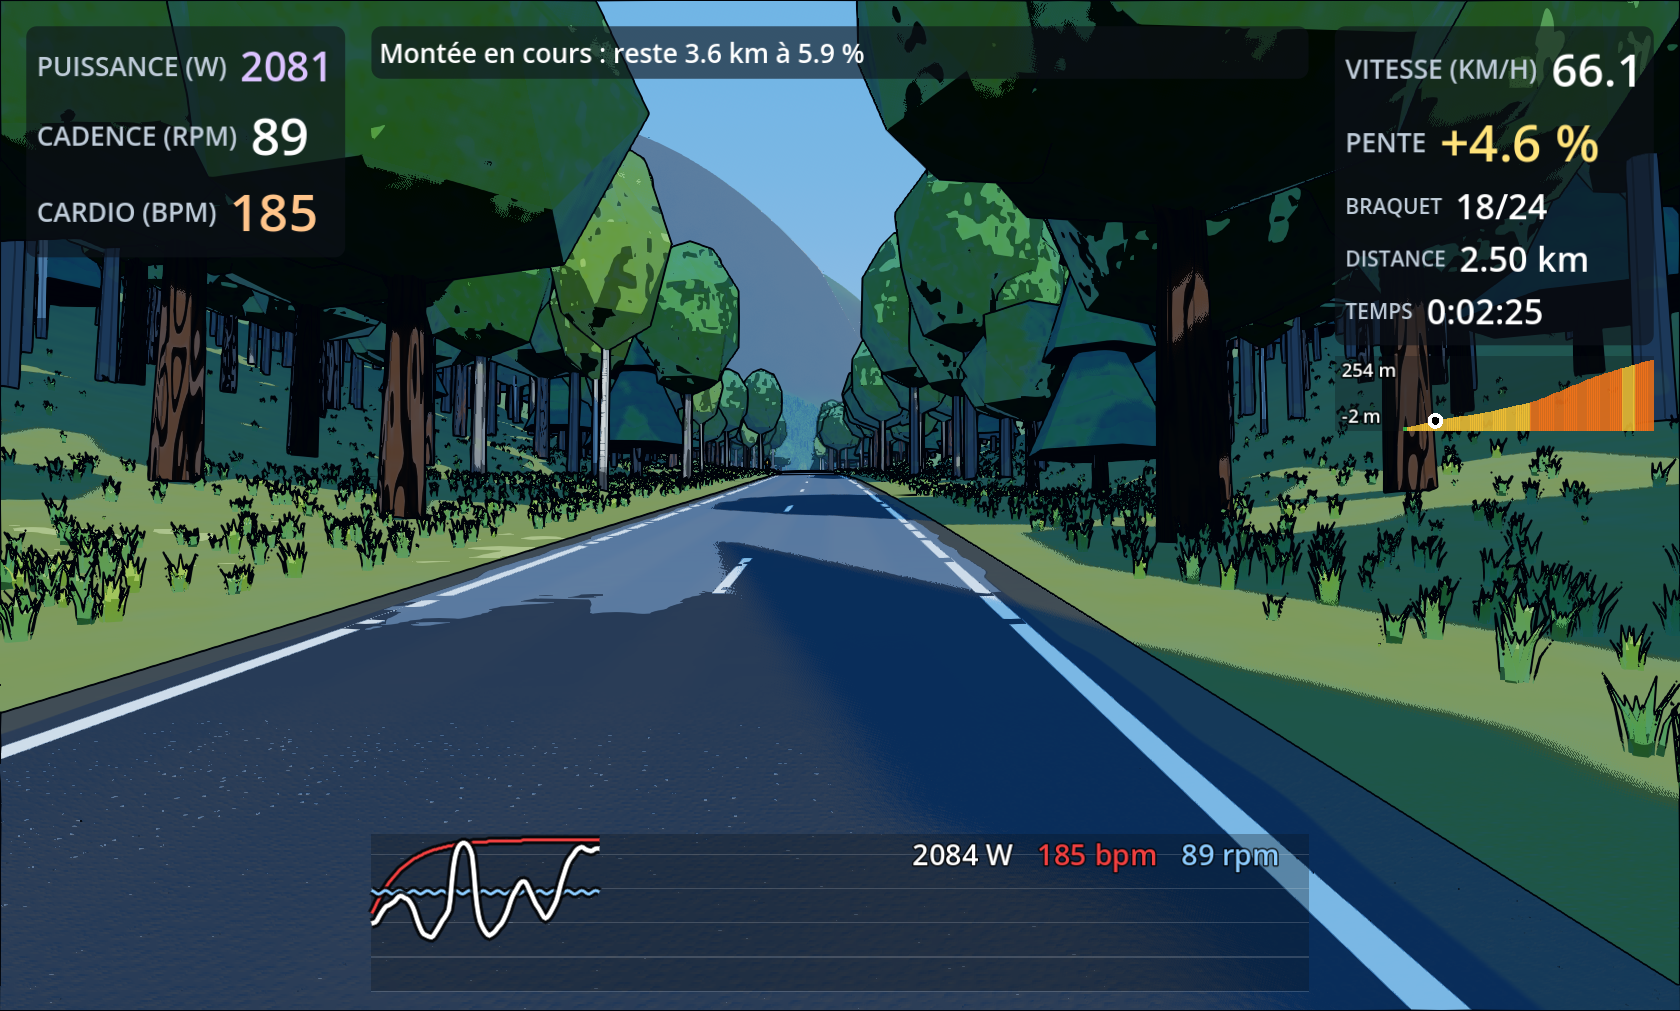 PUISSANCE (W) 2081
CADENCE (RPM) 89
CARDIO (BPM) 185
Montée en cours : reste 3.6 km à 5.9 %
VITESSE (KM/H) 66.1
PENTE +4.6 %
BRAQUET 18/24
DISTANCE 2.50 km
TEMPS 0:02:25
254 m
-2 m
2084 W 185 bpm 89 rpm